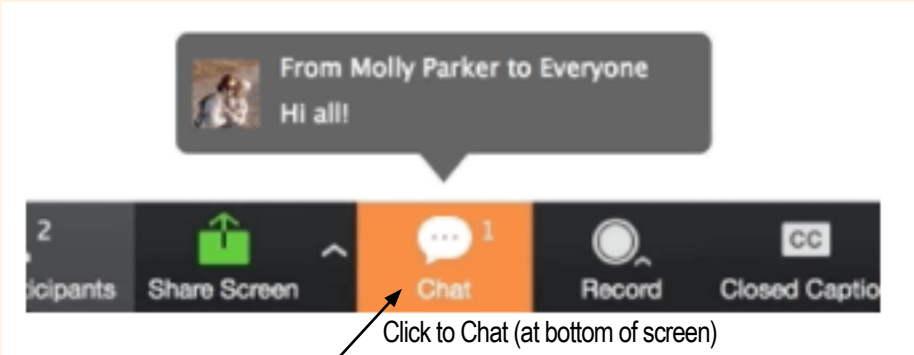 From Molly Parker to Everyone
Hi all!
2
1
CC
icipants Share Screen Chat Record Closed Captio
Click to Chat (at bottom of screen)